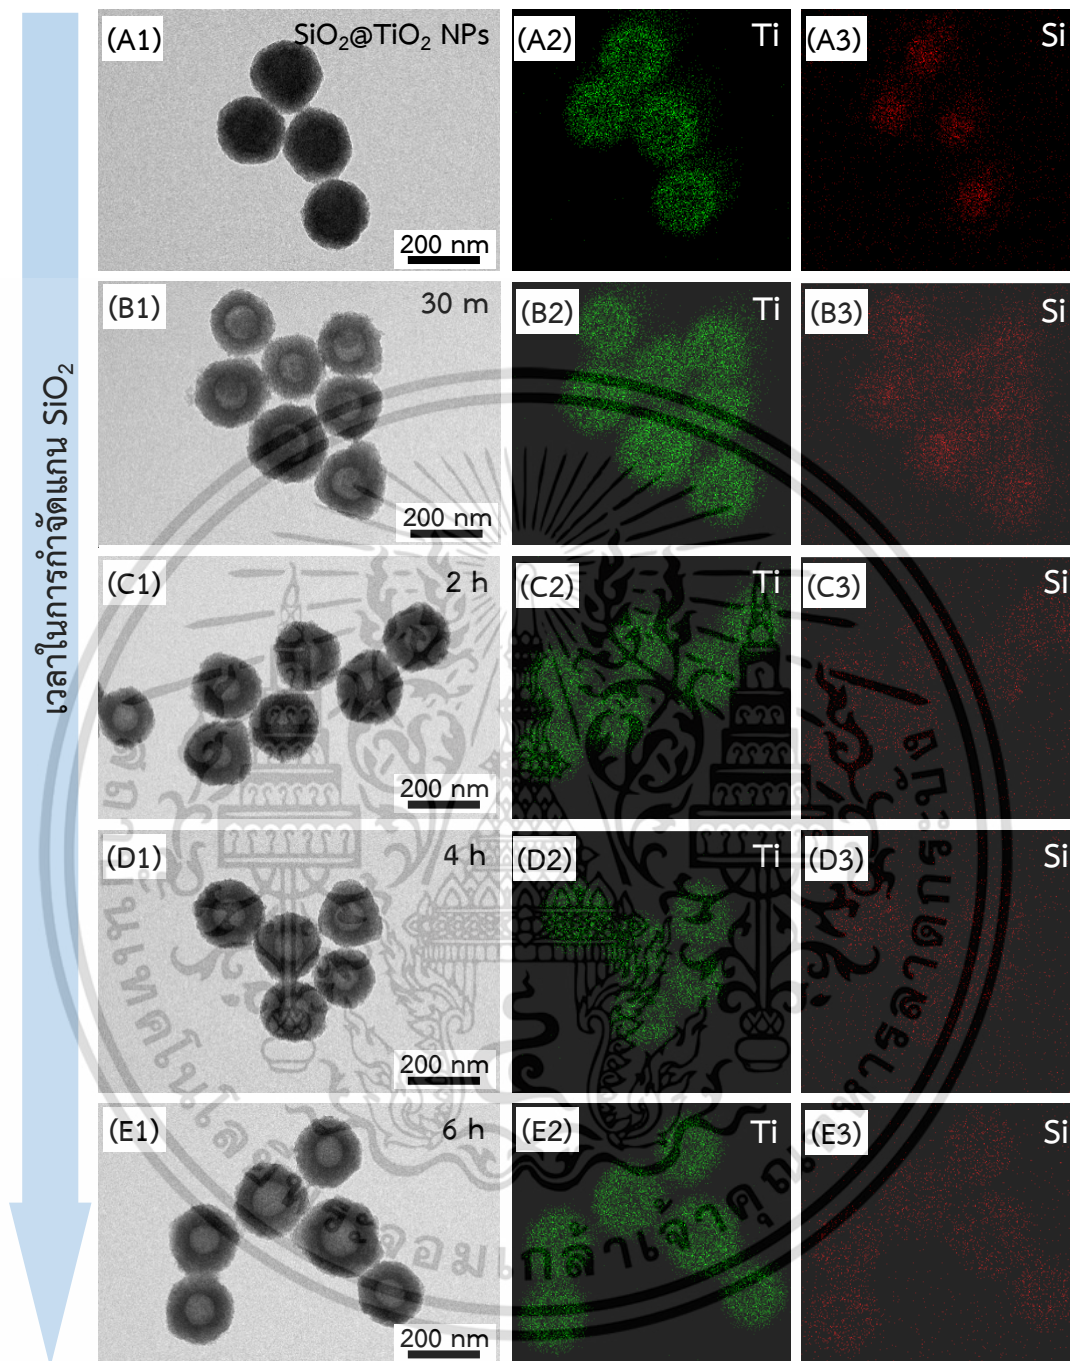 เวลาในการกำจัดแกน SiO₂
(A1) SiO₂@TiO₂ NPs
200 nm
(A2) Ti
(A3) Si
(B1) 30 m
200 nm
(B2) Ti
(B3) Si
(C1) 2 h
200 nm
(C2) Ti
(C3) Si
(D1) 4 h
200 nm
(D2) Ti
(D3) Si
(E1) 6 h
200 nm
(E2) Ti
(E3) Si